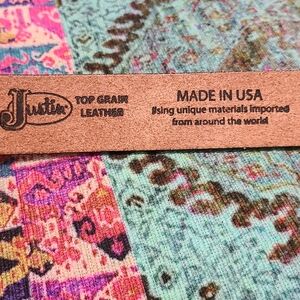 Justin
TOP GRAIN
LEATHER
MADE IN USA
Using unique materials imported
from around the world